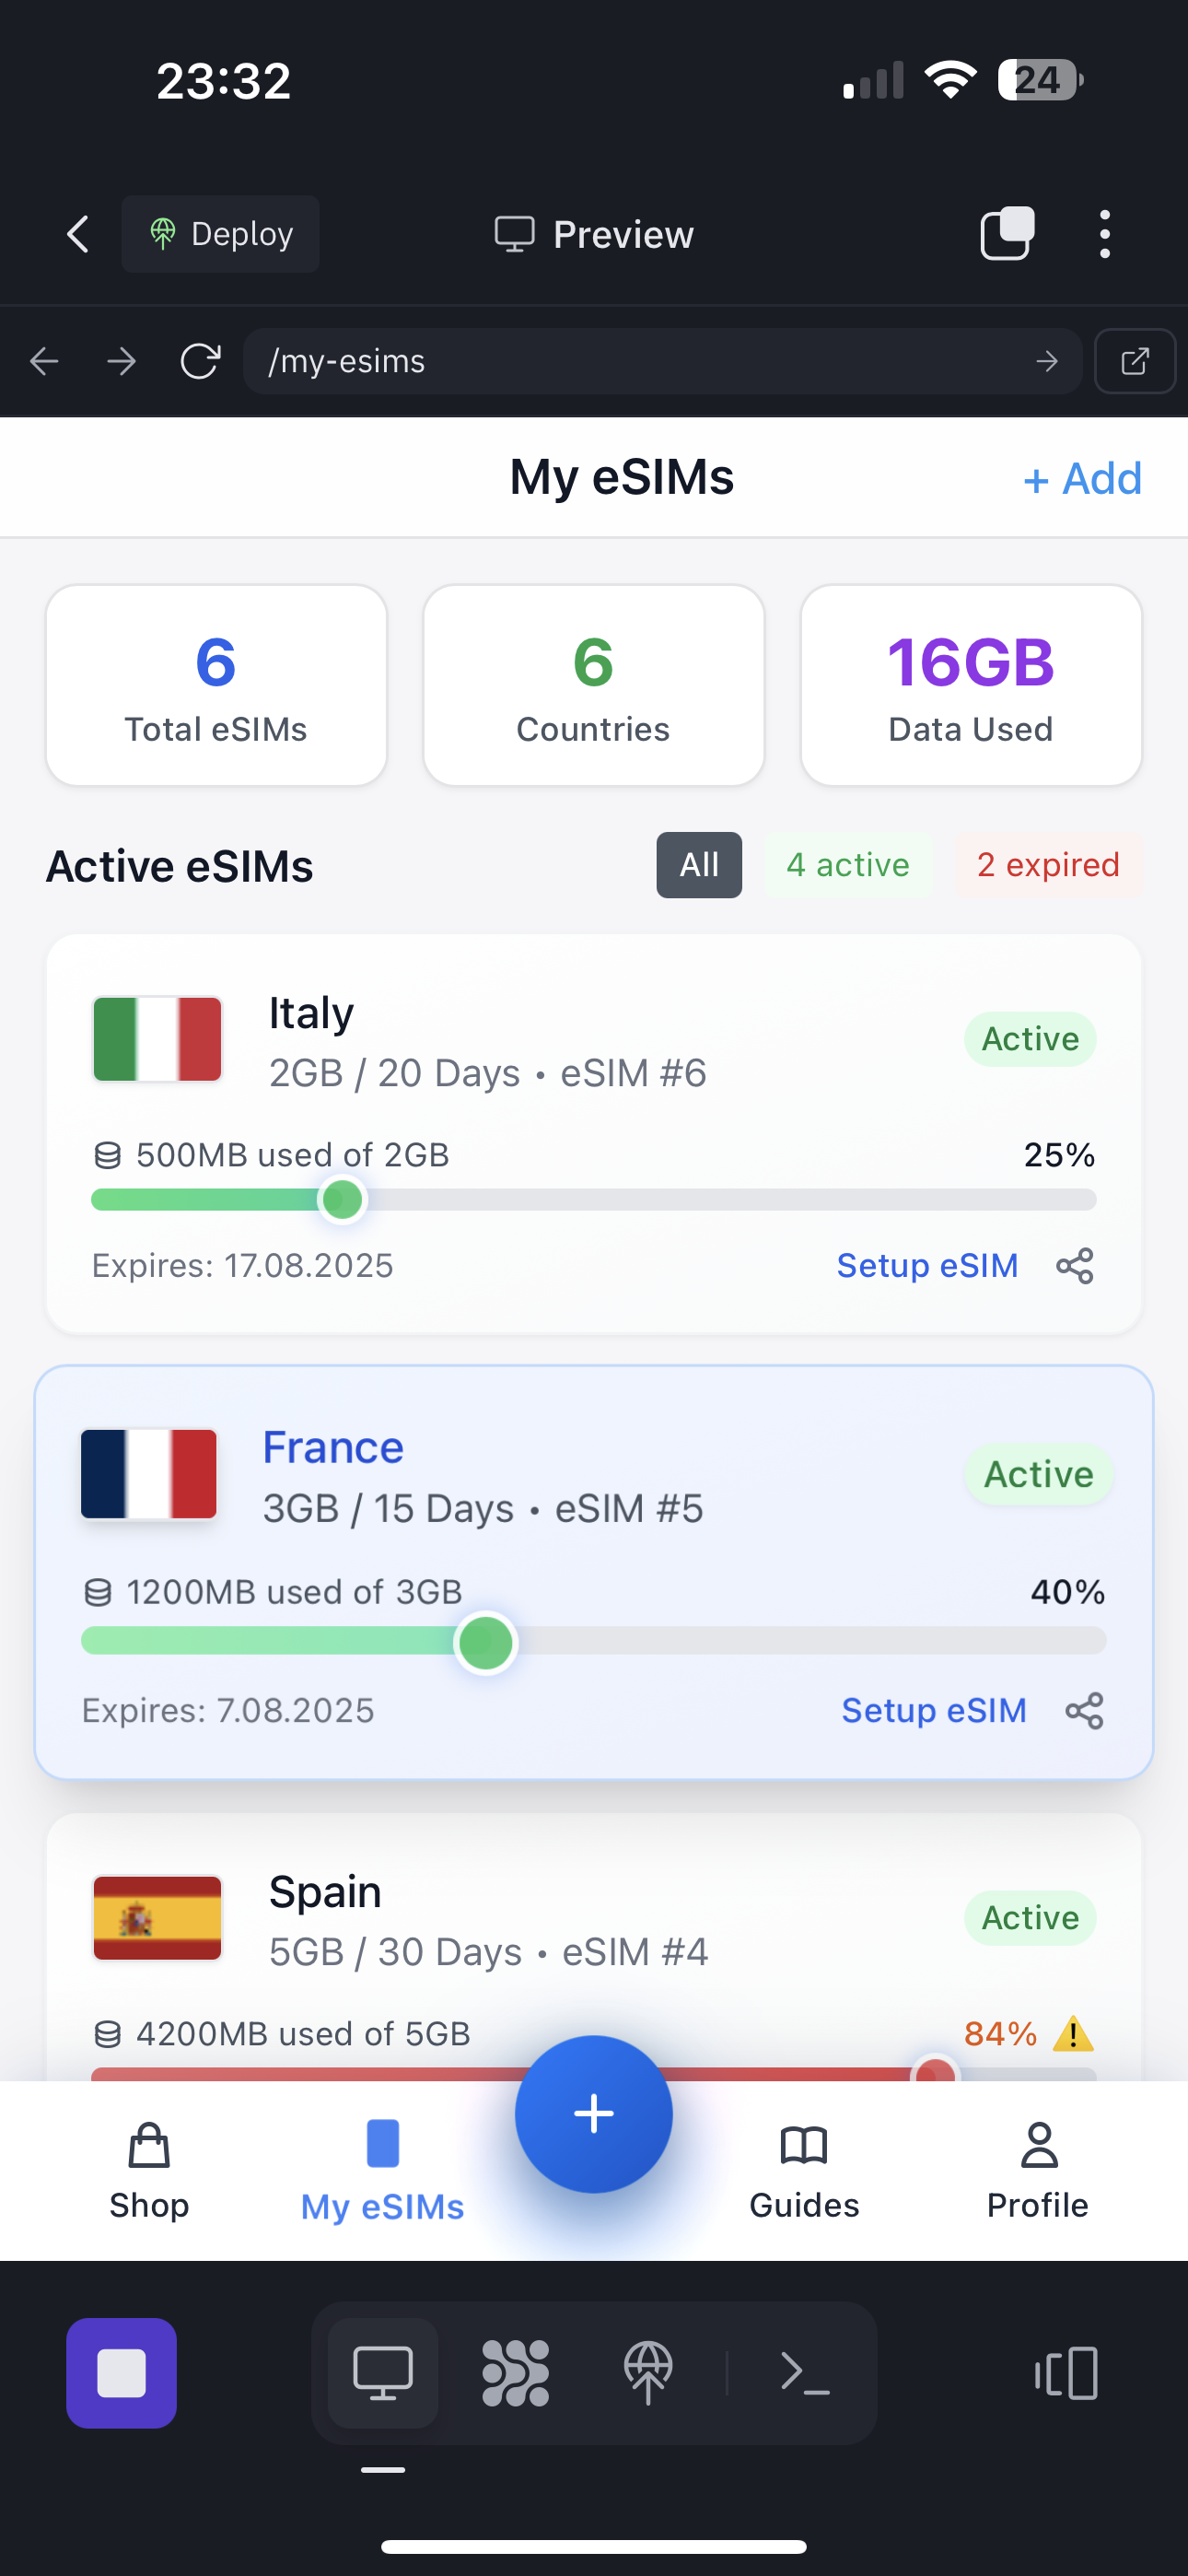 23:32
24
Deploy
Preview
/my-esims
My eSIMs
+ Add
6
Total eSIMs
6
Countries
16GB
Data Used
Active eSIMs
All
4 active
2 expired
Italy
Active
2GB / 20 Days • eSIM #6
500MB used of 2GB
25%
Expires: 17.08.2025
Setup eSIM
France
Active
3GB / 15 Days • eSIM #5
1200MB used of 3GB
40%
Expires: 7.08.2025
Setup eSIM
Spain
Active
5GB / 30 Days • eSIM #4
4200MB used of 5GB
84%
Shop
My eSIMs
Guides
Profile